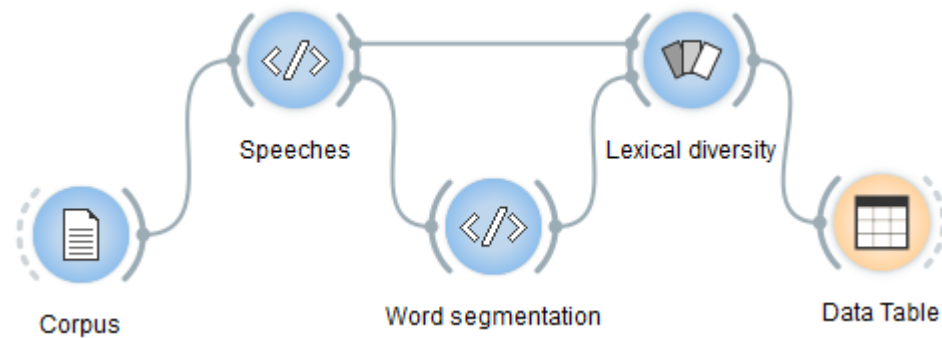 Speeches
Lexical diversity
Corpus
Word segmentation
Data Table